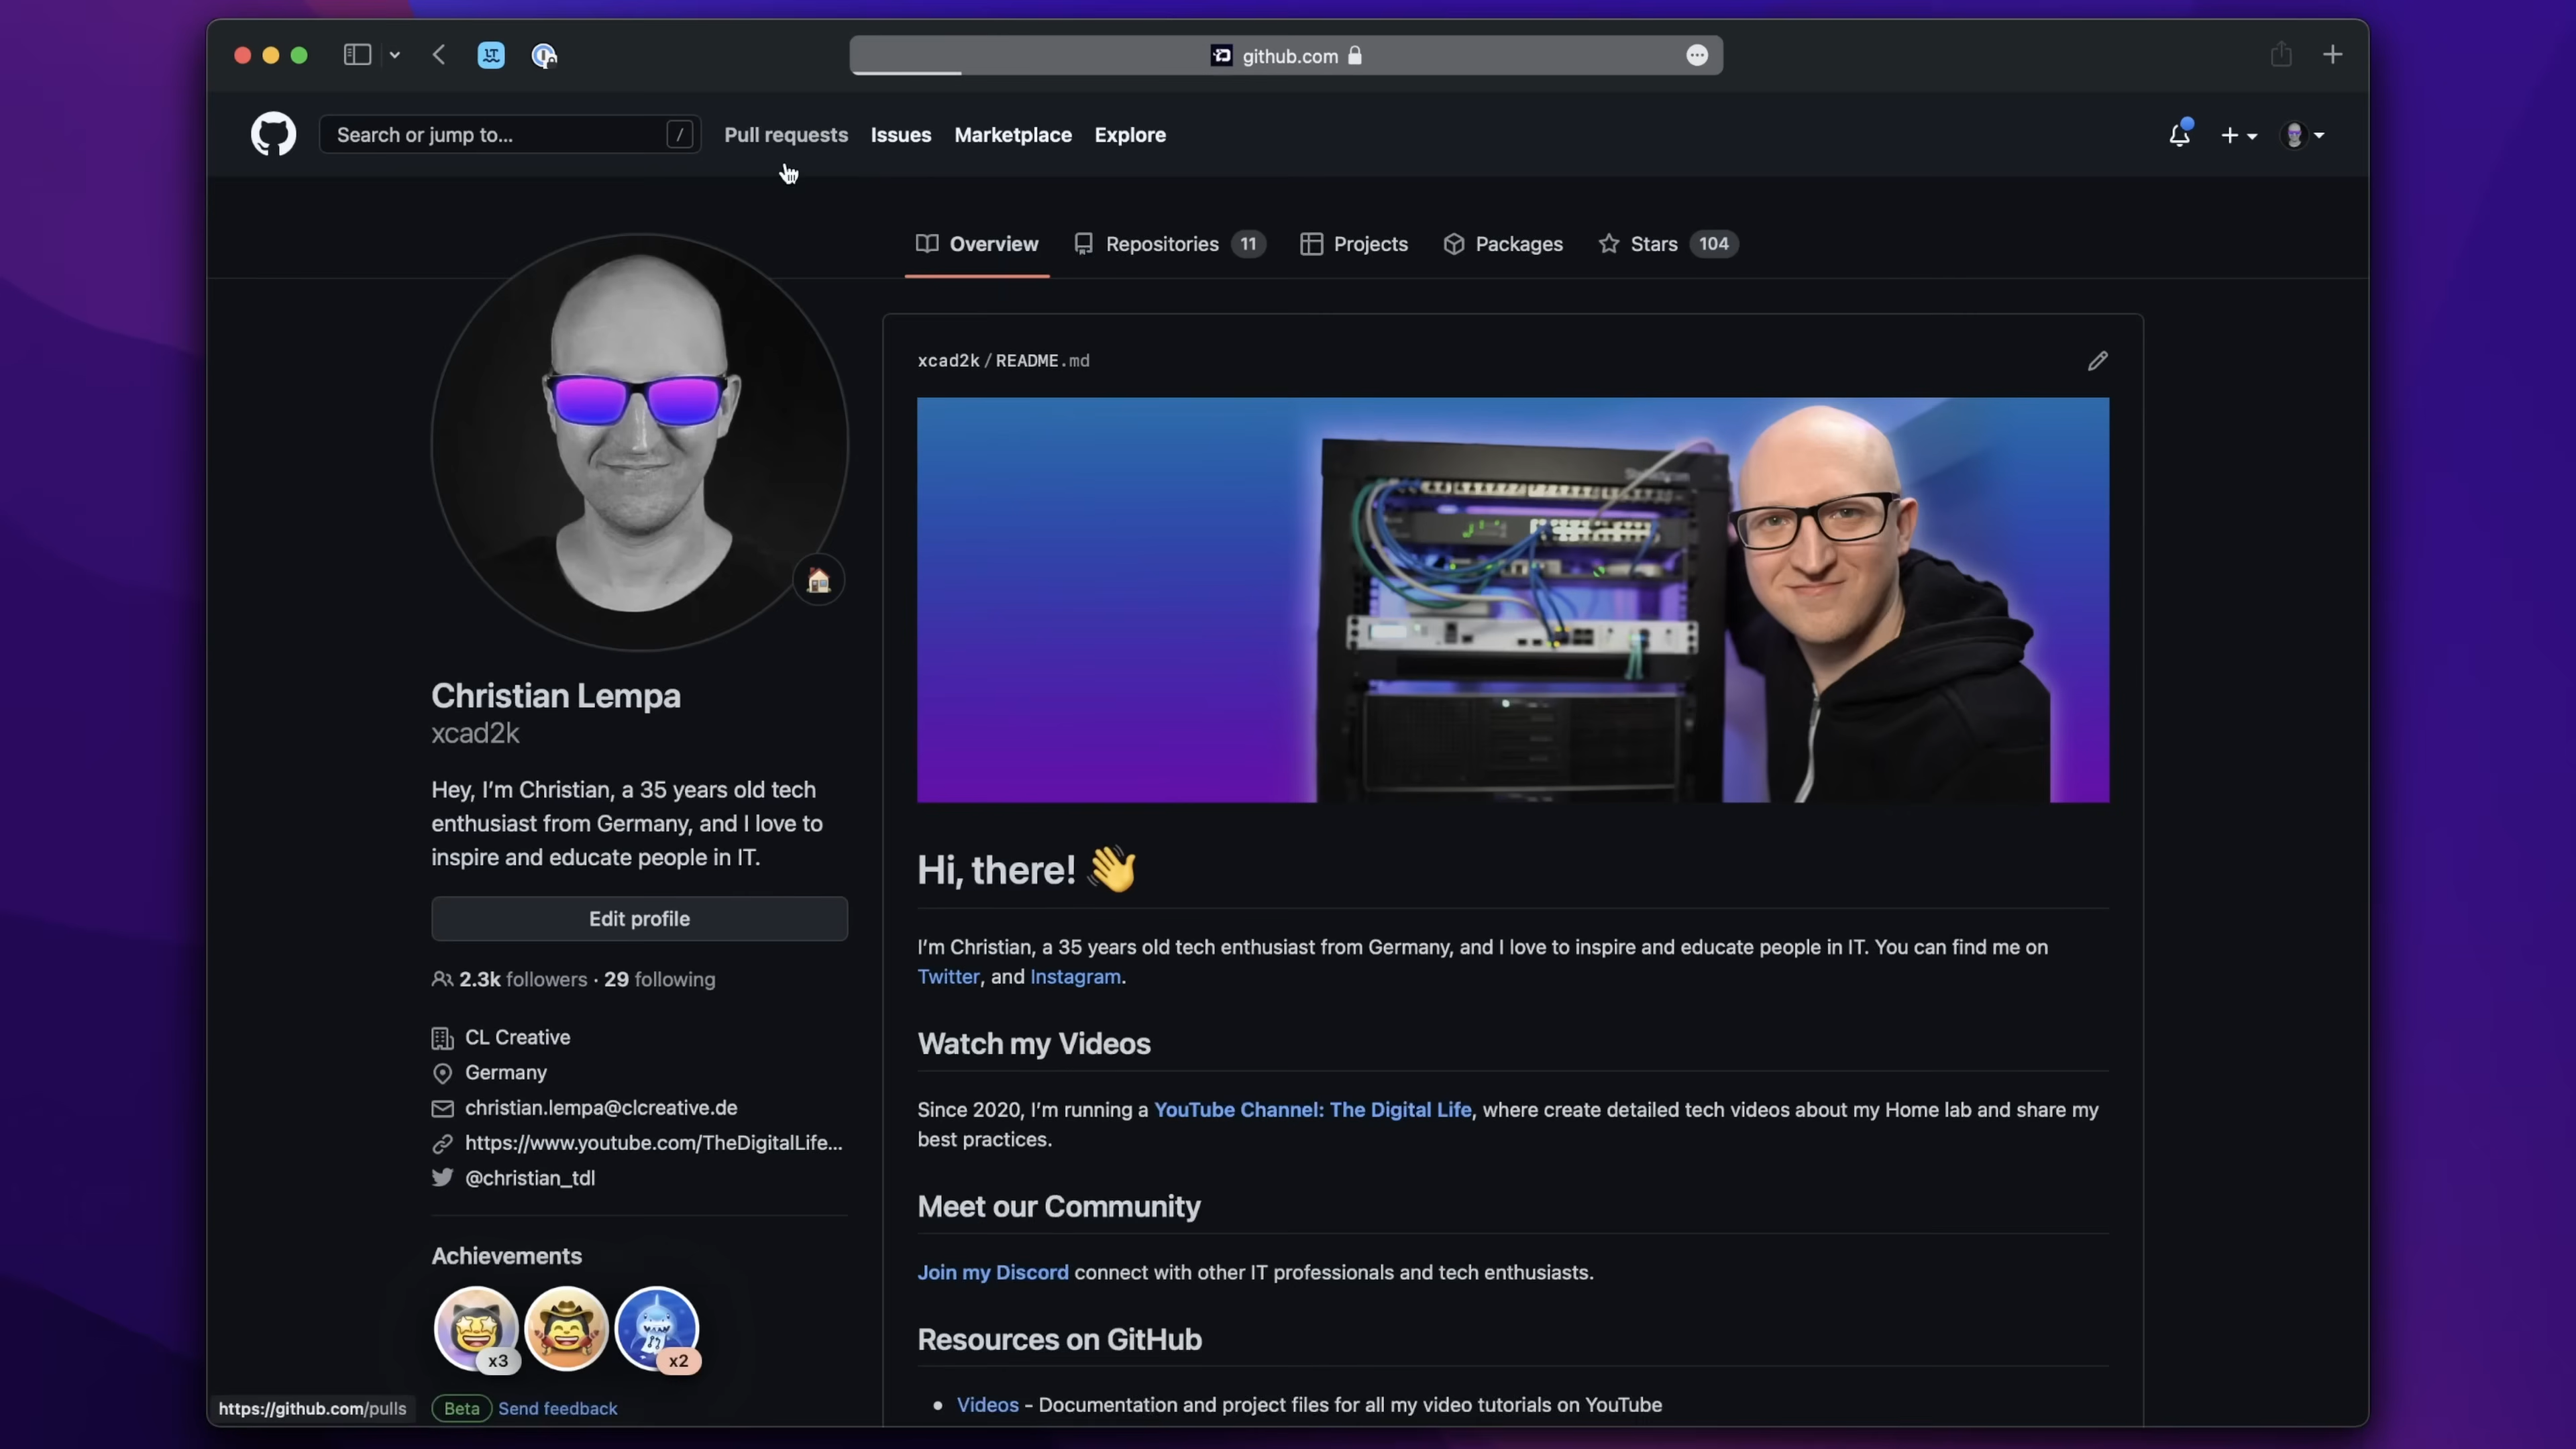 github.com
Search or jump to... /
Pull requests Issues Marketplace Explore
Overview Repositories 11 Projects Packages Stars 104
Christian Lempa
xcad2k
Hey, I'm Christian, a 35 years old tech
enthusiast from Germany, and I love to
inspire and educate people in IT.
Edit profile
2.3k followers · 29 following
CL Creative
Germany
christian.lempa@clcreative.de
https://www.youtube.com/TheDigitalLife...
@christian_tdl
Achievements
x3
x2
Beta Send feedback
https://github.com/pulls
xcad2k/README.md
Hi, there! 👋
I'm Christian, a 35 years old tech enthusiast from Germany, and I love to inspire and educate people in IT. You can find me on
Twitter, and Instagram.
Watch my Videos
Since 2020, I'm running a YouTube Channel: The Digital Life, where create detailed tech videos about my Home lab and share my
best practices.
Meet our Community
Join my Discord connect with other IT professionals and tech enthusiasts.
Resources on GitHub
• Videos - Documentation and project files for all my video tutorials on YouTube